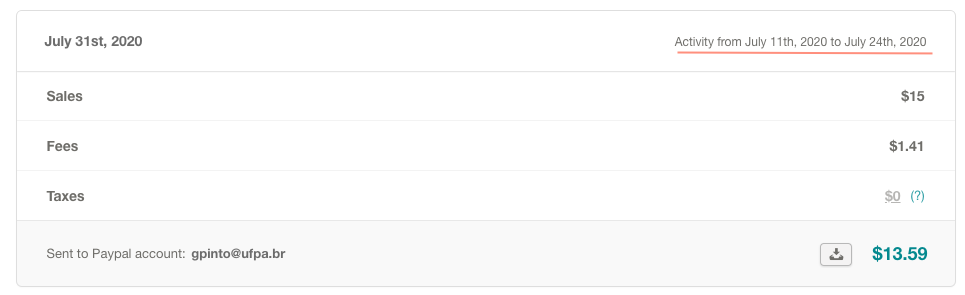 July 31st, 2020 Activity from July 11th, 2020 to July 24th, 2020
Sales $15
Fees $1.41
Taxes $0 (?)
Sent to Paypal account: gpinto@ufpa.br $13.59